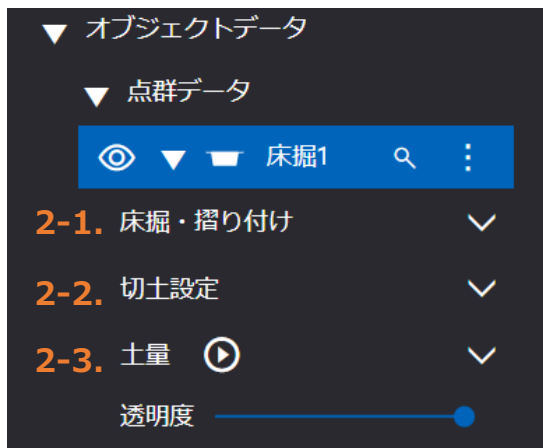 オブジェクトデータ
点群データ
床掘1
2-1. 床掘・摺り付け
2-2. 切土設定
2-3. 土量
透明度